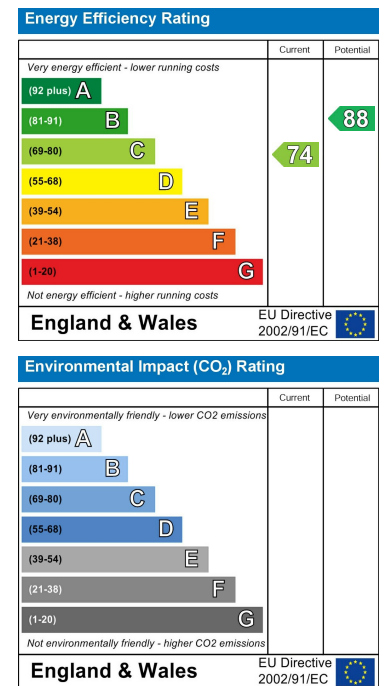 Energy Efficiency Rating
Current Potential
Very energy efficient - lower running costs
(92 plus) A
(81-91) B
(69-80) C
(55-68) D
(39-54) E
(21-38) F
(1-20) G
88
74
Not energy efficient - higher running costs
England & Wales
EU Directive
2002/91/EC
Environmental Impact (CO₂) Rating
Current Potential
Very environmentally friendly - lower CO2 emissions
(92 plus) A
(81-91) B
(69-80) C
(55-68) D
(39-54) E
(21-38) F
(1-20) G
Not environmentally friendly - higher CO2 emissions
England & Wales
EU Directive
2002/91/EC